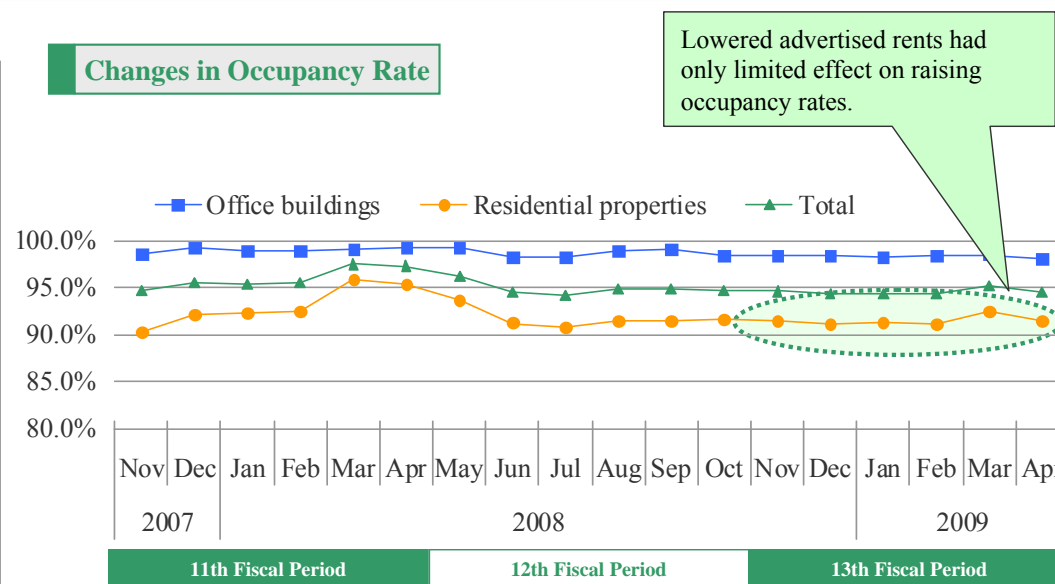 Changes in Occupancy Rate
Lowered advertised rents had
only limited effect on raising
occupancy rates.
Office buildings Residential properties Total
100.0%
95.0%
90.0%
85.0%
80.0%
Nov Dec Jan Feb Mar Apr May Jun Jul Aug Sep Oct Nov Dec Jan Feb Mar Apr
2007 2008 2009
11th Fiscal Period 12th Fiscal Period 13th Fiscal Period